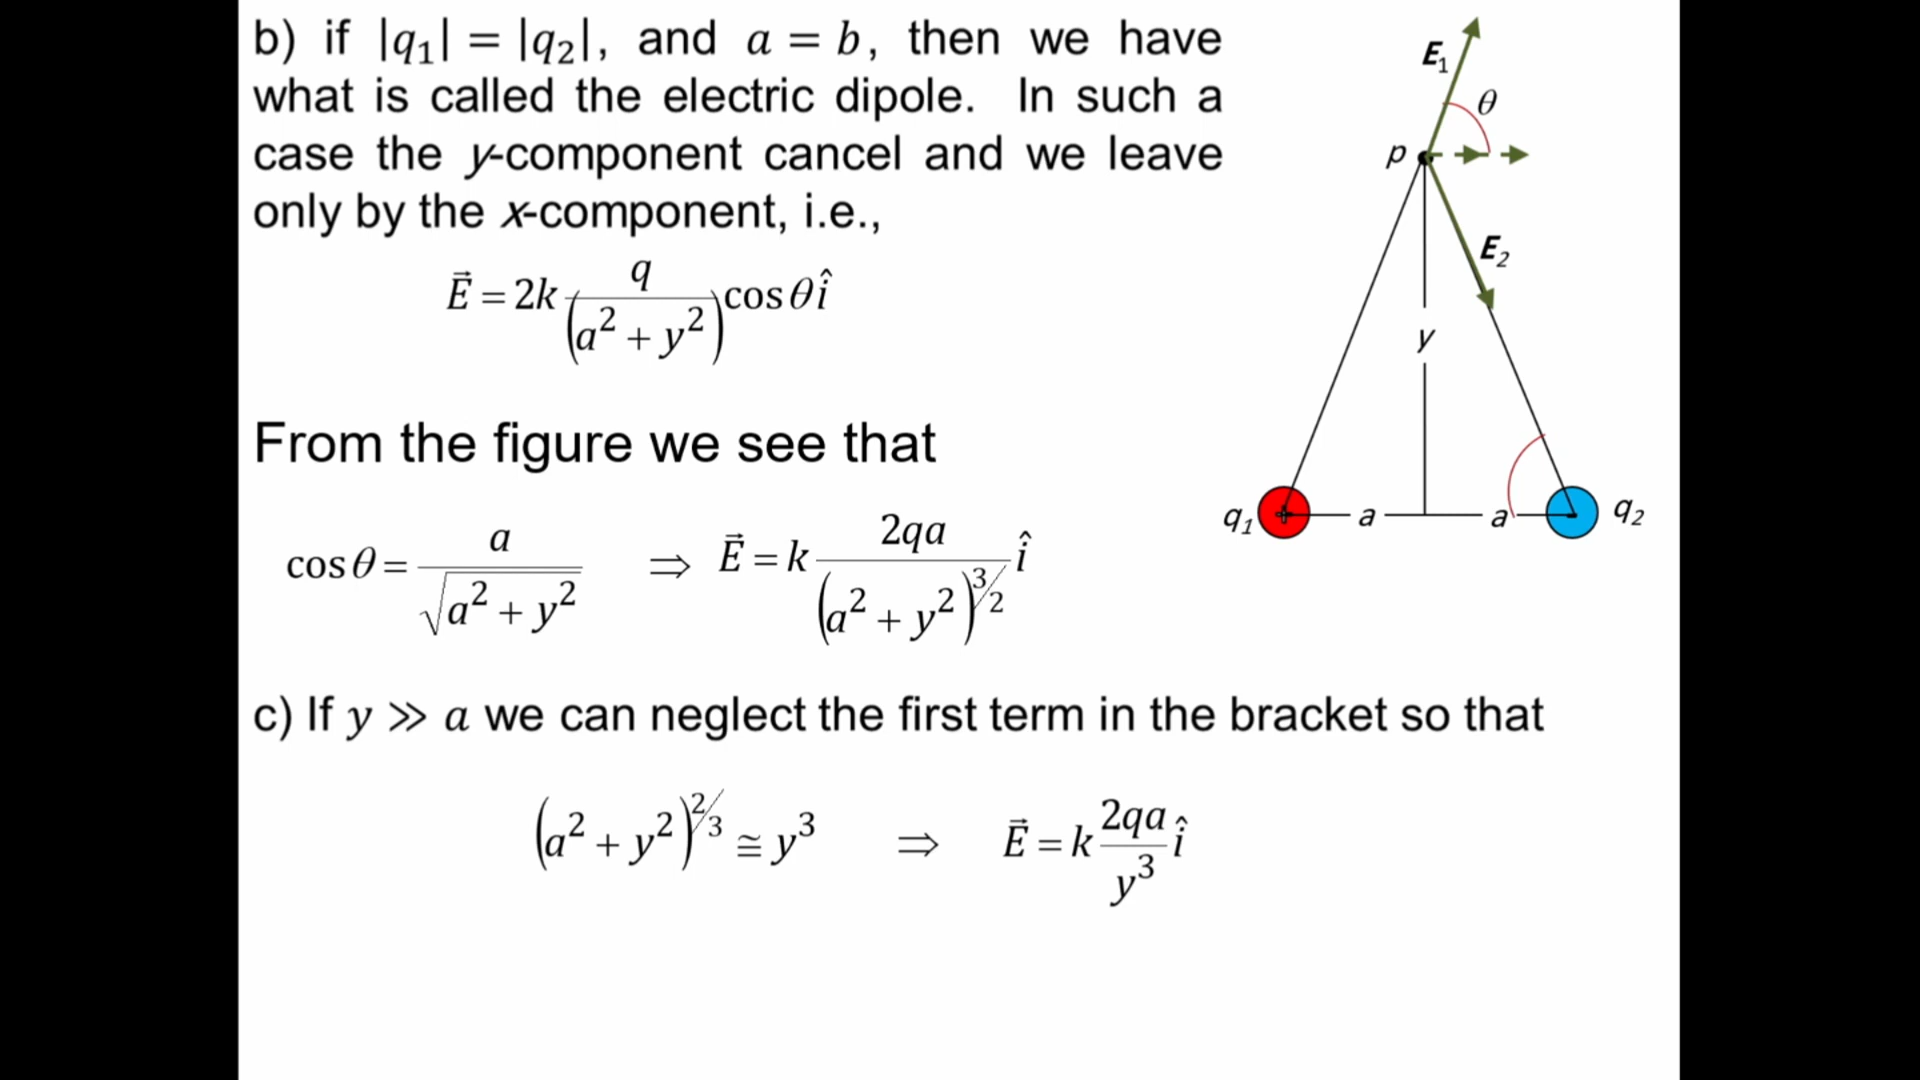 b) if |q₁| = |q₂|, and a = b, then we have
what is called the electric dipole. In such a
case the y-component cancel and we leave
only by the x-component, i.e.,
E⃗ = 2k q/(a² + y²) cos θ î
From the figure we see that
cos θ = a/√(a² + y²) ⇒ E⃗ = k 2qa/(a² + y²)^(3/2) î
c) If y ≫ a we can neglect the first term in the bracket so that
(a² + y²)^(2/3) ≅ y³ ⇒ E⃗ = k 2qa/y³ î
E₁
θ
p
E₂
y
q₁ + a a - q₂